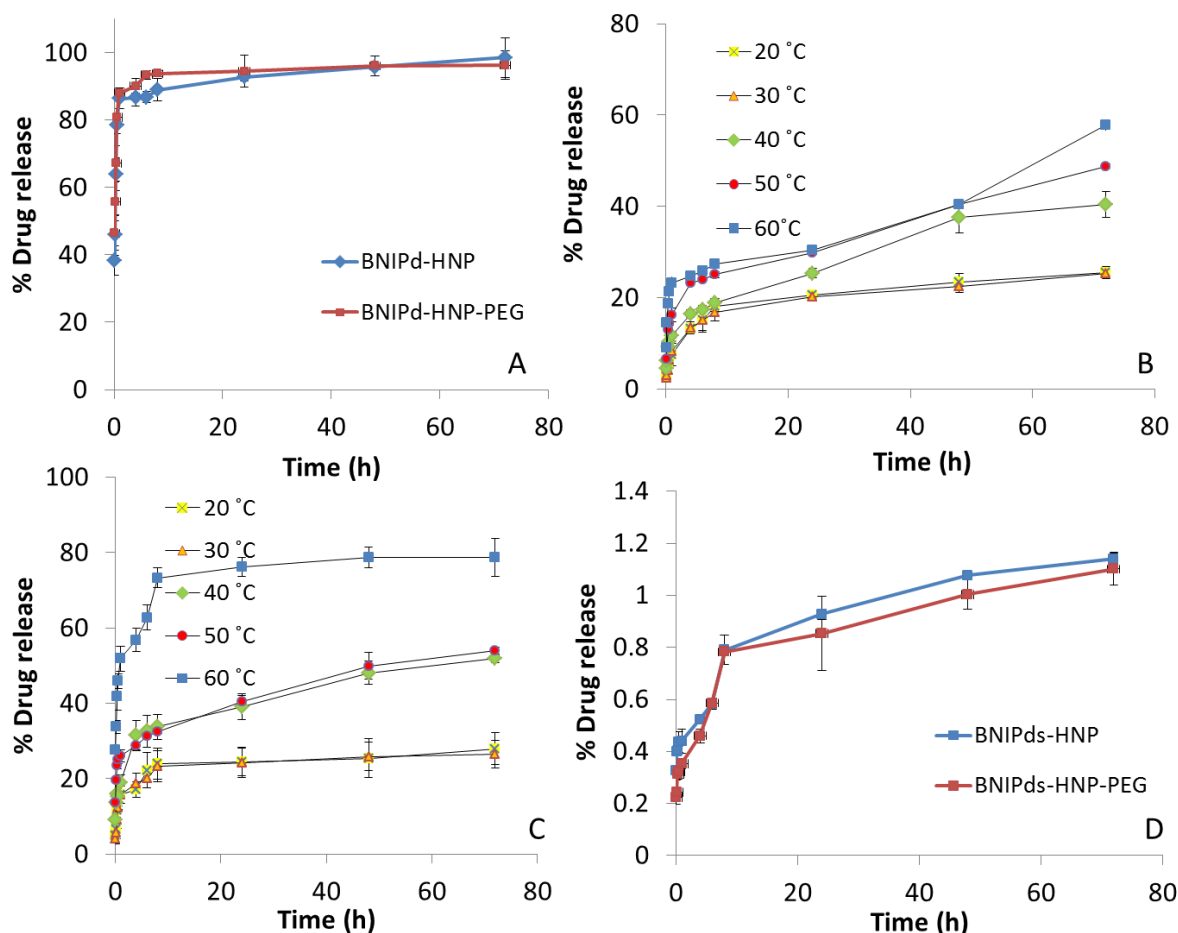 % Drug release
100
80
60
40
20
0
0 20 40 60 80
Time (h)
BNIPd-HNP
BNIPd-HNP-PEG
A
% Drug release
80
60
40
20
0
0 20 40 60 80
Time (h)
20 ˚C
30 ˚C
40 ˚C
50 ˚C
60˚C
B
% Drug release
100
80
60
40
20
0
0 20 40 60 80
Time (h)
20 ˚C
30 ˚C
40 ˚C
50 ˚C
60 ˚C
C
% Drug release
1.4
1.2
1
0.8
0.6
0.4
0.2
0
0 20 40 60 80
Time (h)
BNIPds-HNP
BNIPds-HNP-PEG
D